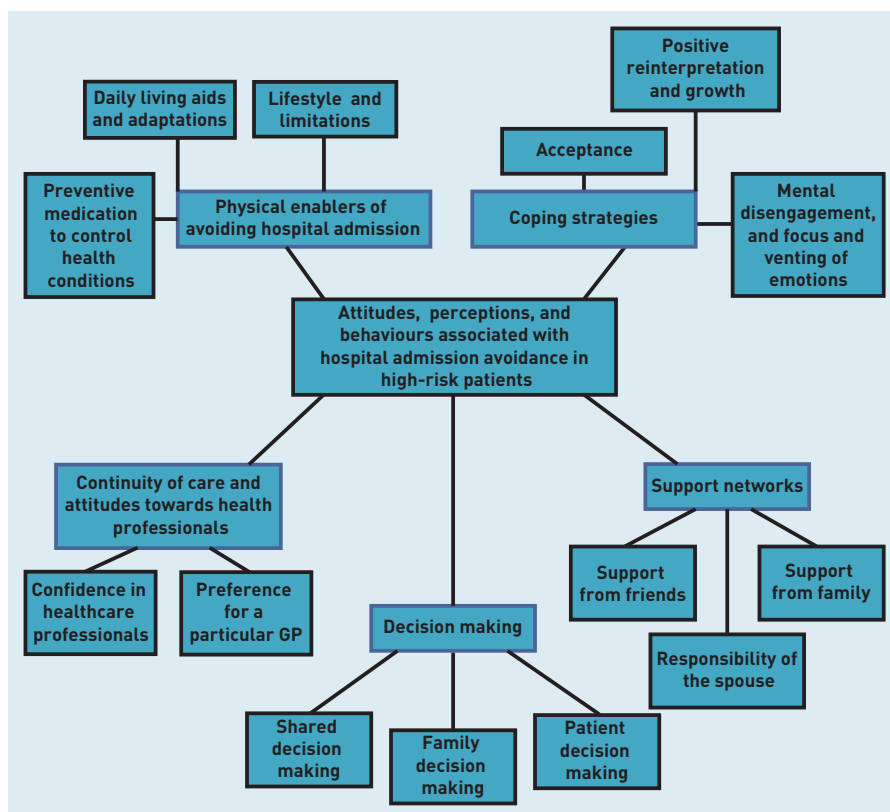 Positive
reinterpretation
and growth
Daily living aids
and adaptations
Lifestyle and
limitations
Acceptance
Preventive
medication
to control
health
conditions
Physical enablers of
avoiding hospital admission
Coping strategies
Mental
disengagement,
and focus and
venting of
emotions
Attitudes, perceptions, and
behaviours associated with
hospital admission avoidance in
high-risk patients
Continuity of care and
attitudes towards health
professionals
Support networks
Confidence in
healthcare
professionals
Preference
for a
particular GP
Support
from friends
Support
from family
Decision making
Responsibility of
the spouse
Shared
decision
making
Family
decision
making
Patient
decision
making